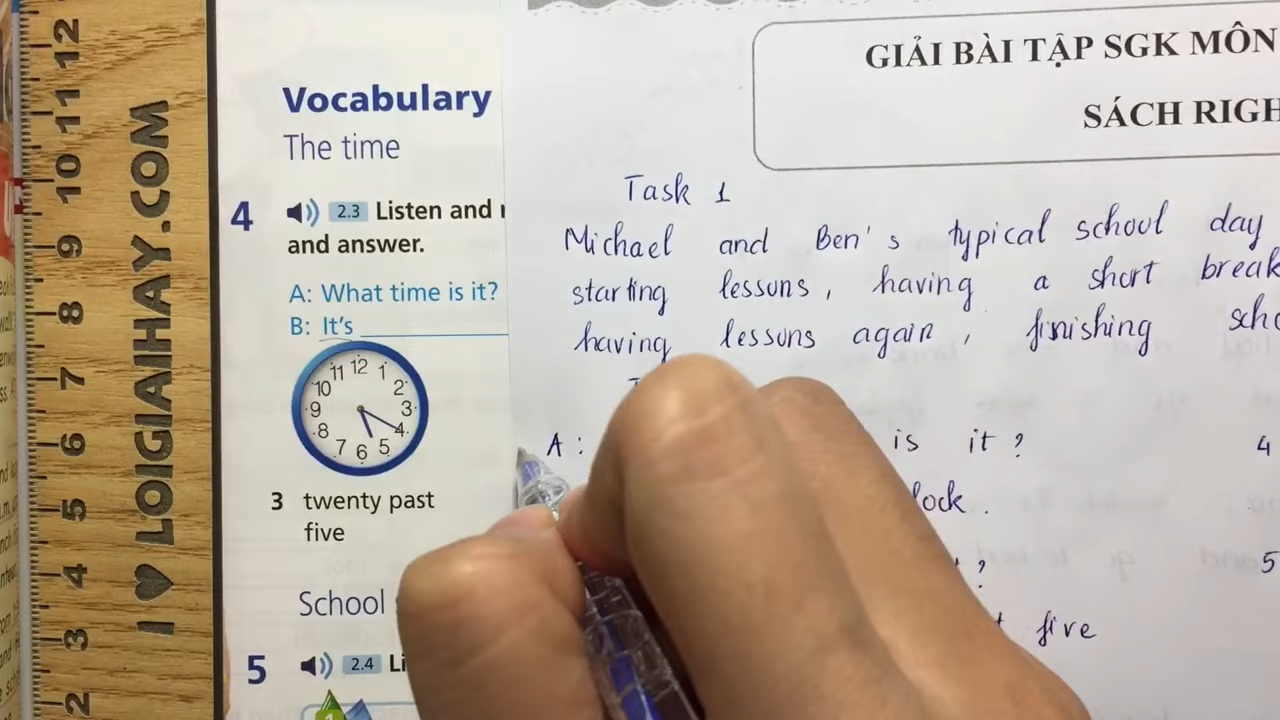 I ♥ LOIGIAIHAY.COM
12
11
10
9
8
7
6
5
4
3
2
Vocabulary
The time
4 2.3 Listen and
and answer.
A: What time is it?
B: It's
12
1
2
3
4
5
6
7
8
9
10
11
3 twenty past
five
School
5 2.4 Li
GIẢI BÀI TẬP SGK MÔN
SÁCH RIGH
Task 1
Michael and Ben's typical school day
starting lessons, having a short break
having lessons again, finishing scho
A: is it? 4
lock.
? 5
five